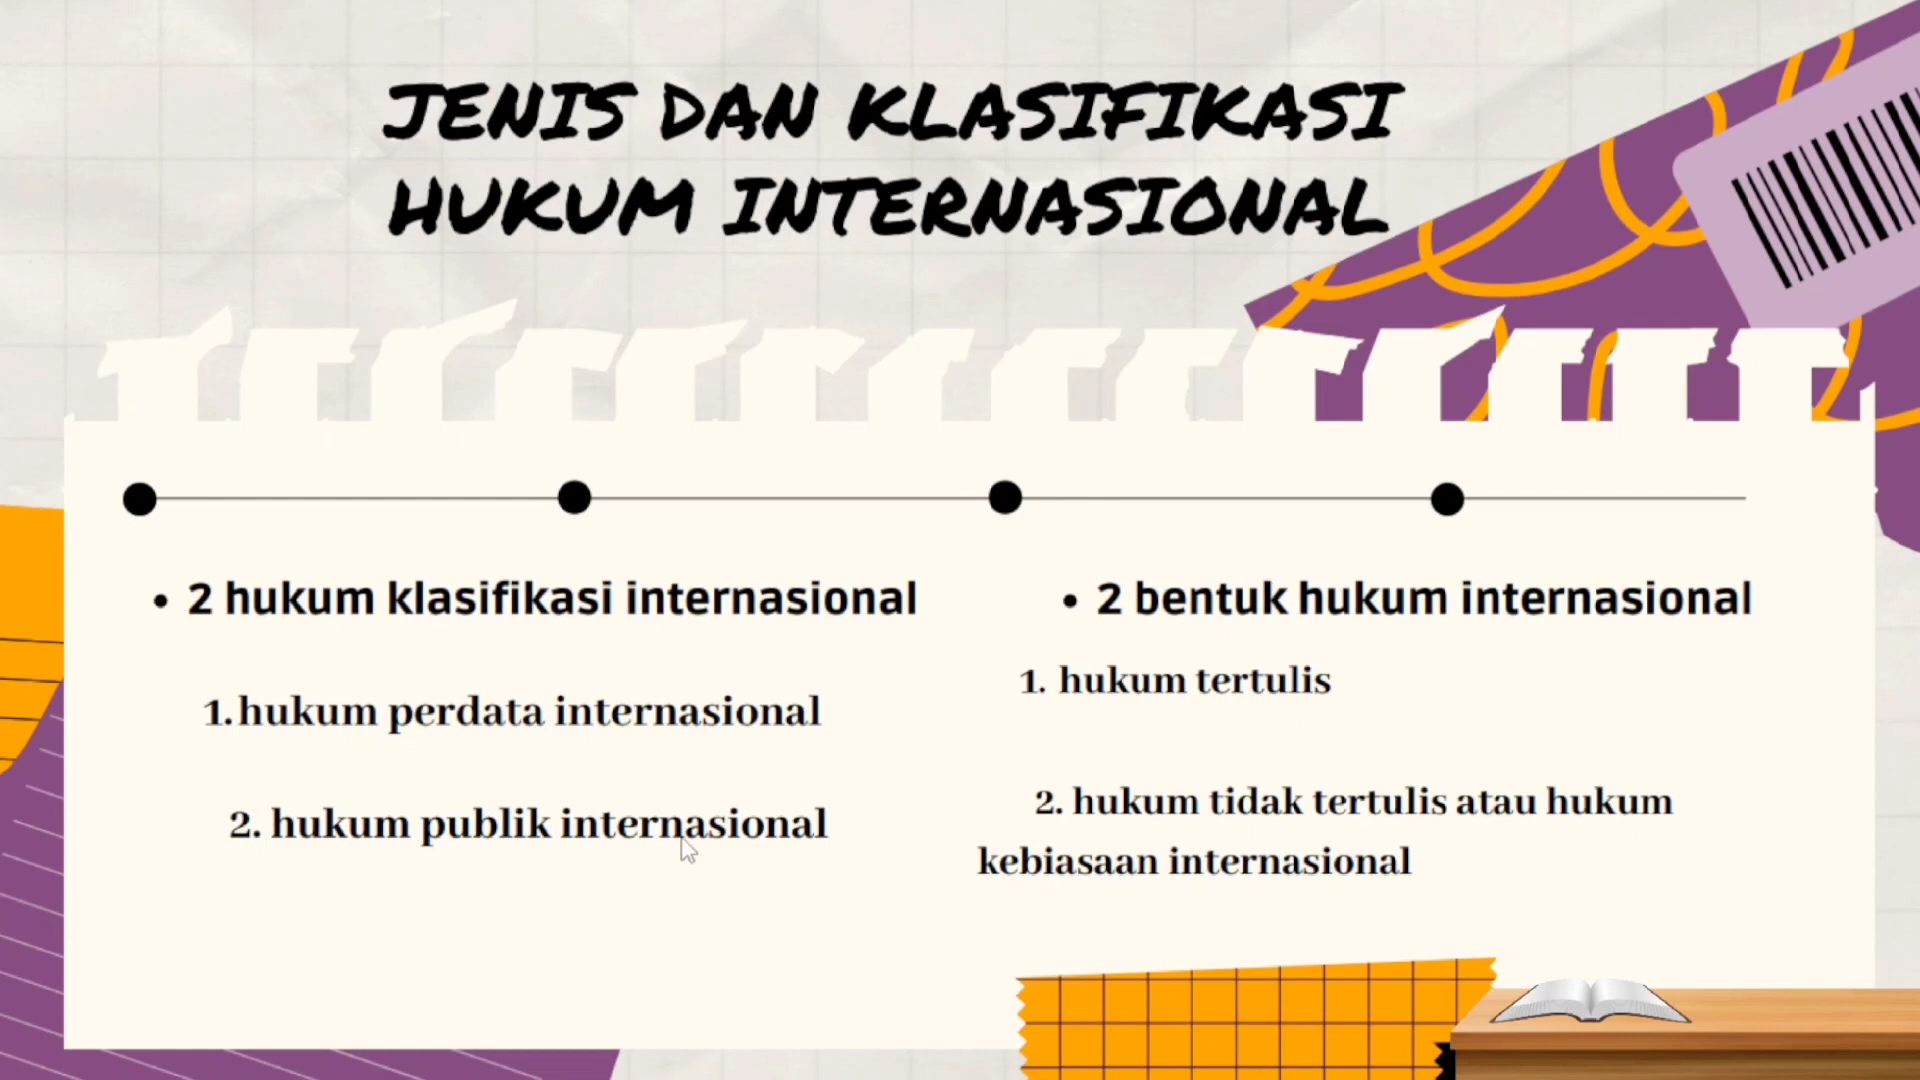 JENIS DAN KLASIFIKASI
HUKUM INTERNASIONAL
• 2 hukum klasifikasi internasional
1.hukum perdata internasional
2. hukum publik internasional
• 2 bentuk hukum internasional
1. hukum tertulis
2. hukum tidak tertulis atau hukum
kebiasaan internasional